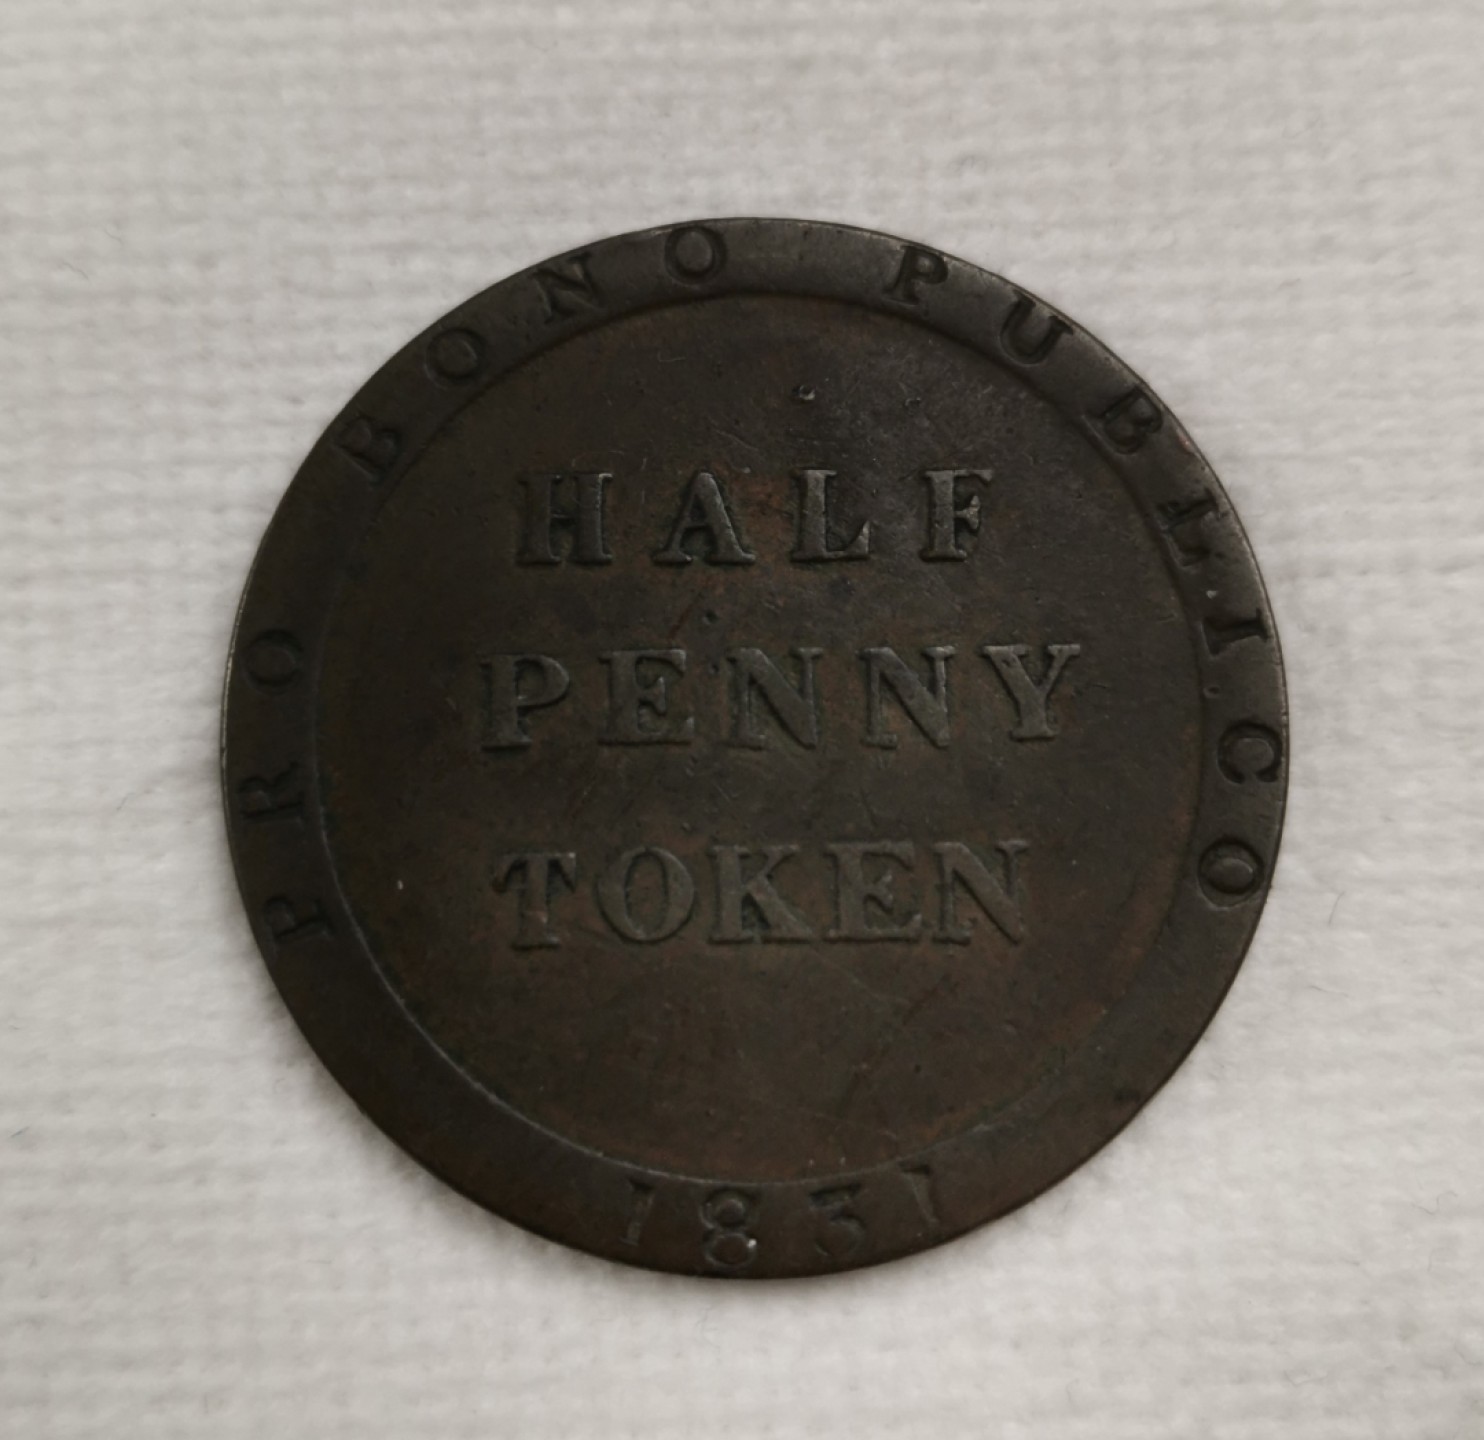 PRO BONO PUBLICO
HALF
PENNY
TOKEN
1831